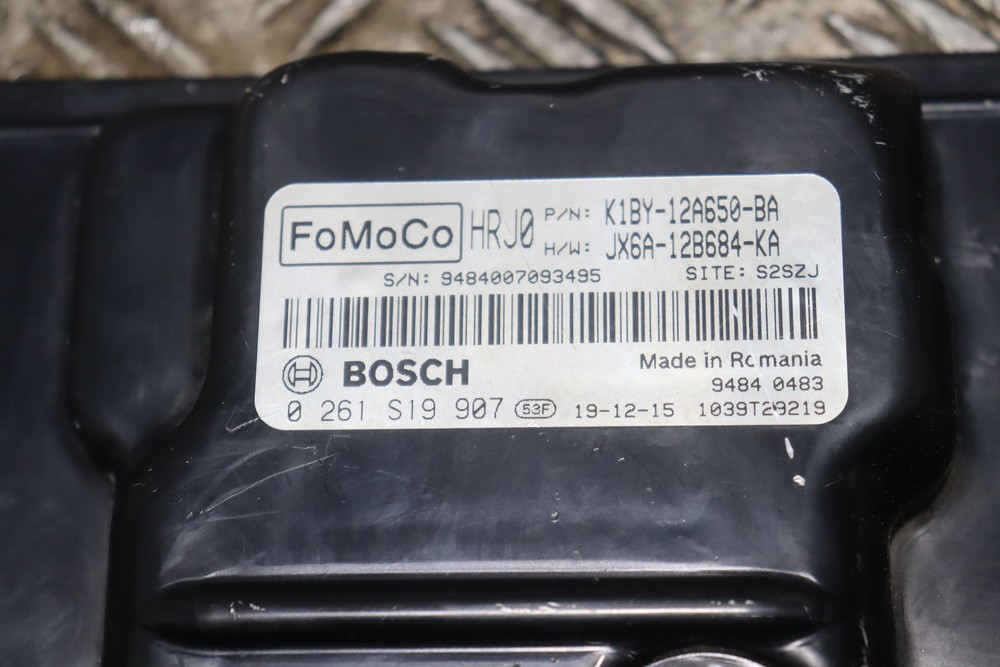 FoMoCo HRJ0 P/N: K1BY-12A650-BA
H/W: JX6A-12B684-KA
S/N: 9484007093495 SITE: S2SZJ
BOSCH Made in Romania
9484 0483
0 261 S19 907 53F 19-12-15 1039T29219